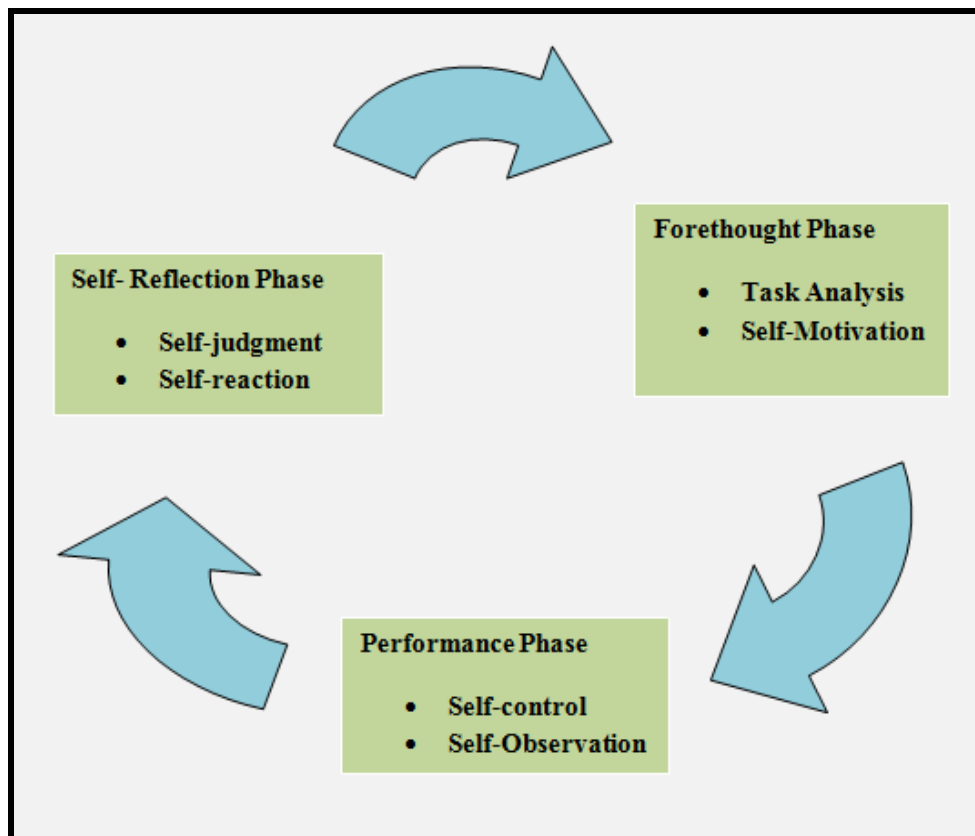 Forethought Phase
• Task Analysis
• Self-Motivation
Self- Reflection Phase
• Self-judgment
• Self-reaction
Performance Phase
• Self-control
• Self-Observation